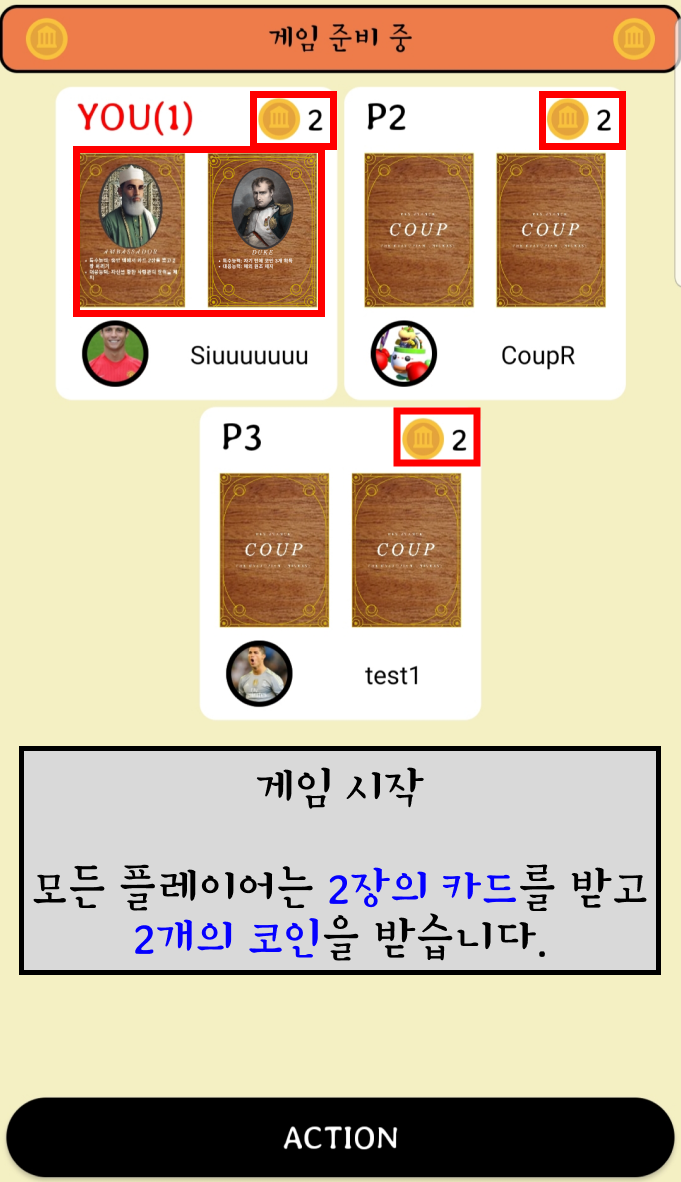 게임 준비 중
YOU(1)
2
P2
2
AMBASSADOR
DUKE
COUP
COUP
Siuuuuuuu
CoupR
P3
2
COUP
COUP
test1
게임 시작
모든 플레이어는 2장의 카드를 받고
2개의 코인을 받습니다.
ACTION